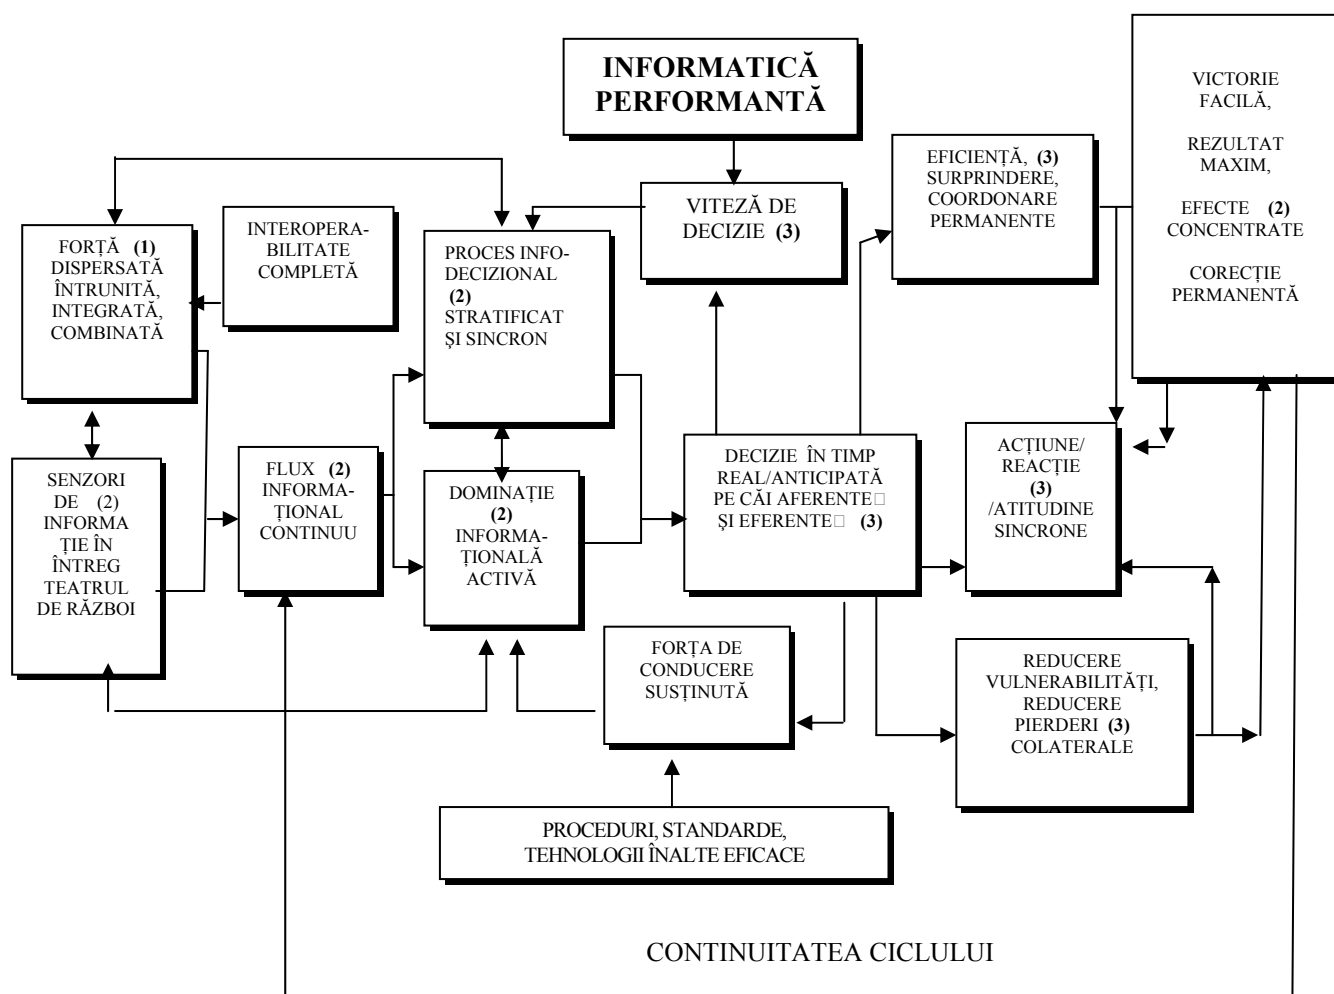 INFORMATICĂ
PERFORMANTĂ
VICTORIE
FACILĂ,
REZULTAT
MAXIM,
EFECTE (2)
CONCENTRATE
CORECȚIE
PERMANENTĂ
EFICIENȚĂ, (3)
SURPRINDERE,
COORDONARE
PERMANENTE
VITEZĂ DE
DECIZIE (3)
INTEROPERA-
BILITATE
COMPLETĂ
FORȚĂ (1)
DISPERSATĂ
ÎNTRUNITĂ,
INTEGRATĂ,
COMBINATĂ
PROCES INFO-
DECIZIONAL
(2)
STRATIFICAT
ŞI SINCRON
SENZORI
DE (2)
INFORMA
ȚIE ÎN
ÎNTREG
TEATRUL
DE RĂZBOI
FLUX (2)
INFORMA-
ȚIONAL
CONTINUU
DOMINAȚIE
(2)
INFORMA-
ȚIONALĂ
ACTIVĂ
DECIZIE ÎN TIMP
REAL/ANTICIPATĂ
PE CĂI AFERENTE□
ŞI EFERENTE□ (3)
ACȚIUNE/
REACȚIE
(3)
/ATITUDINE
SINCRONE
FORȚA DE
CONDUCERE
SUSȚINUTĂ
REDUCERE
VULNERABILITĂȚI,
REDUCERE
PIERDERI (3)
COLATERALE
PROCEDURI, STANDARDE,
TEHNOLOGII ÎNALTE EFICACE
CONTINUITATEA CICLULUI